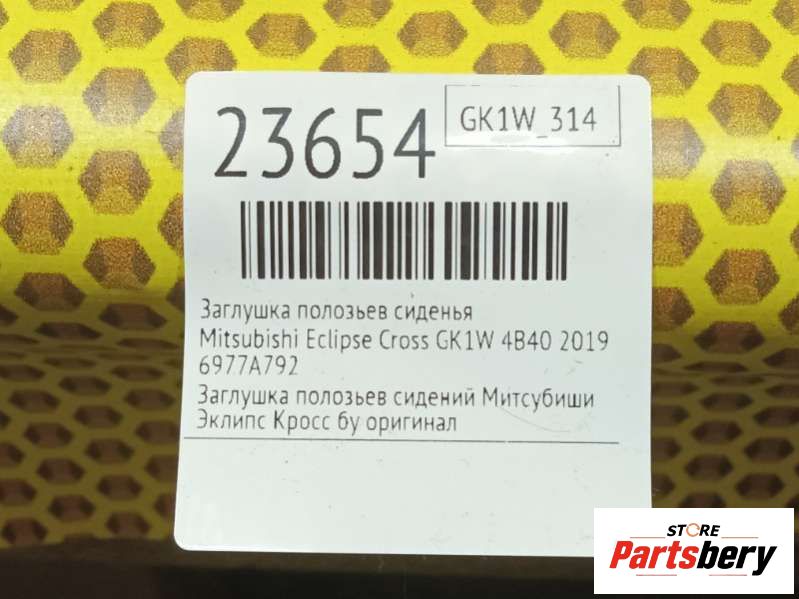 23654
GK1W_314
Заглушка полозьев сиденья
Mitsubishi Eclipse Cross GK1W 4B40 2019
6977A792
Заглушка полозьев сидений Митсубиши
Эклипс Кросс бу оригинал
STORE
Partsbery